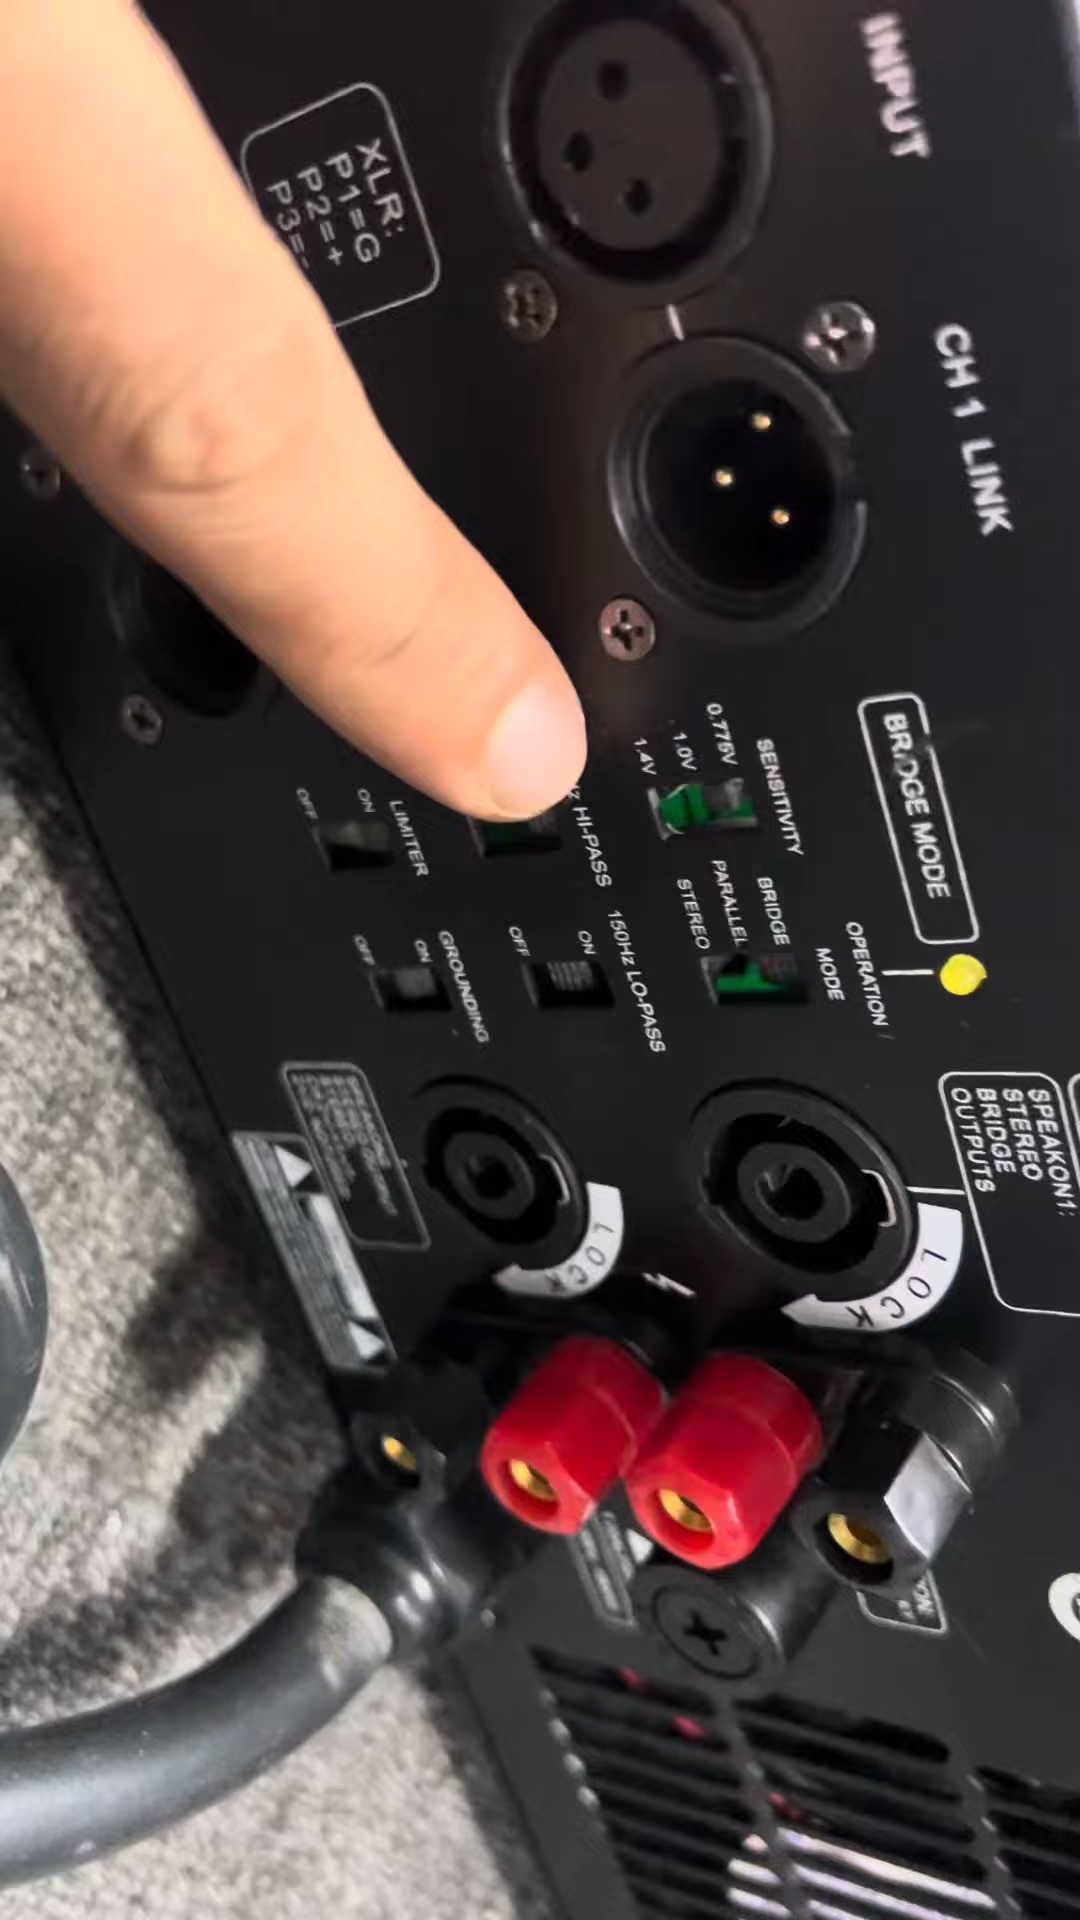 INPUT
XLR:
P1=G
P2=+
P3=-
CH 1 LINK
BRIDGE MODE
SENSITIVITY
0.775V
1.0V
1.4V
HI-PASS
LIMITER
ON
OFF
OPERATION /
MODE
BRIDGE
PARALLEL
STEREO
150Hz LO-PASS
ON
OFF
GROUNDING
ON
OFF
SPEAKON1:
STEREO
BRIDGE
OUTPUTS
LOCK
LOCK